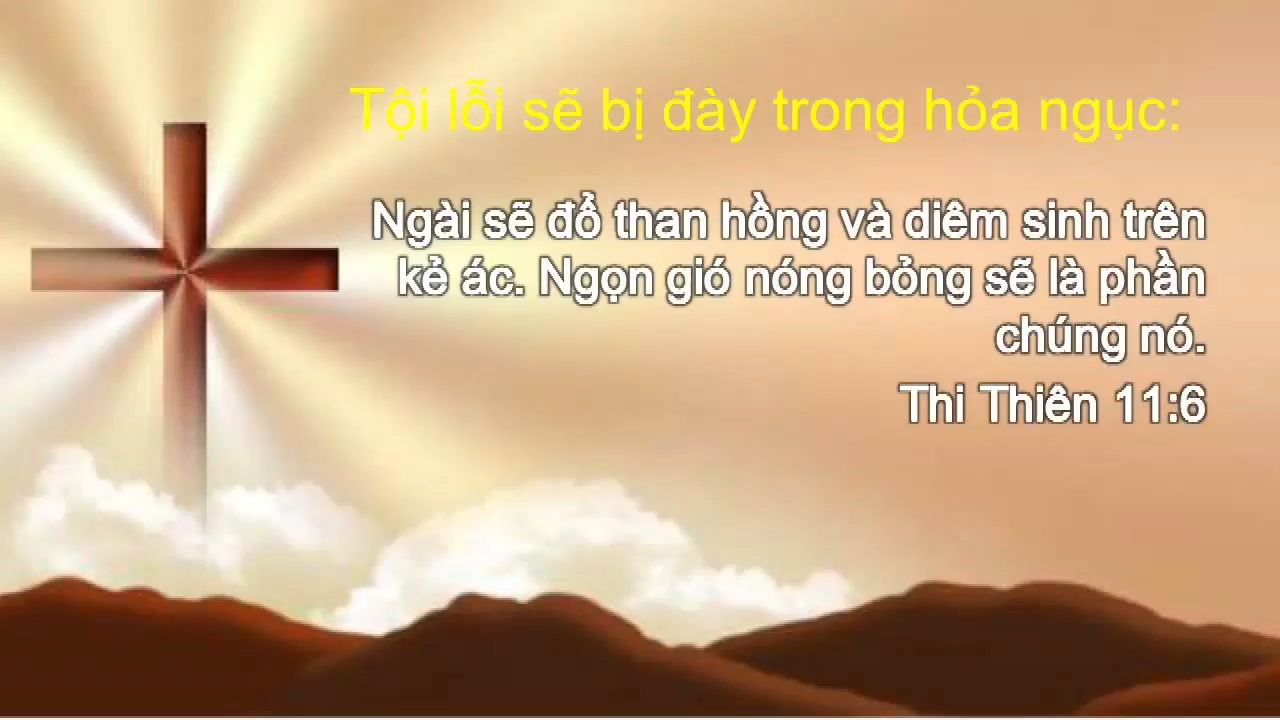 Tội lỗi sẽ bị đày trong hỏa ngục:
Ngài sẽ đổ than hồng và diêm sinh trên
kẻ ác. Ngọn gió nóng bỏng sẽ là phần
chúng nó.
Thi Thiên 11:6